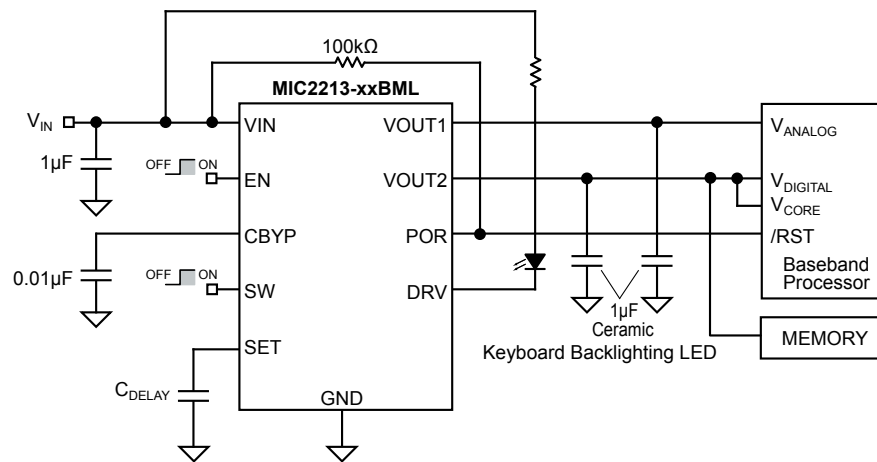 100kΩ
MIC2213-xxBML
VIN
VIN
VOUT1
VANALOG
1µF
OFF
ON
EN
VOUT2
VDIGITAL
VCORE
CBYP
POR
/RST
0.01µF
OFF
ON
SW
DRV
Baseband
Processor
1µF
Ceramic
Keyboard Backlighting LED
SET
MEMORY
CDELAY
GND